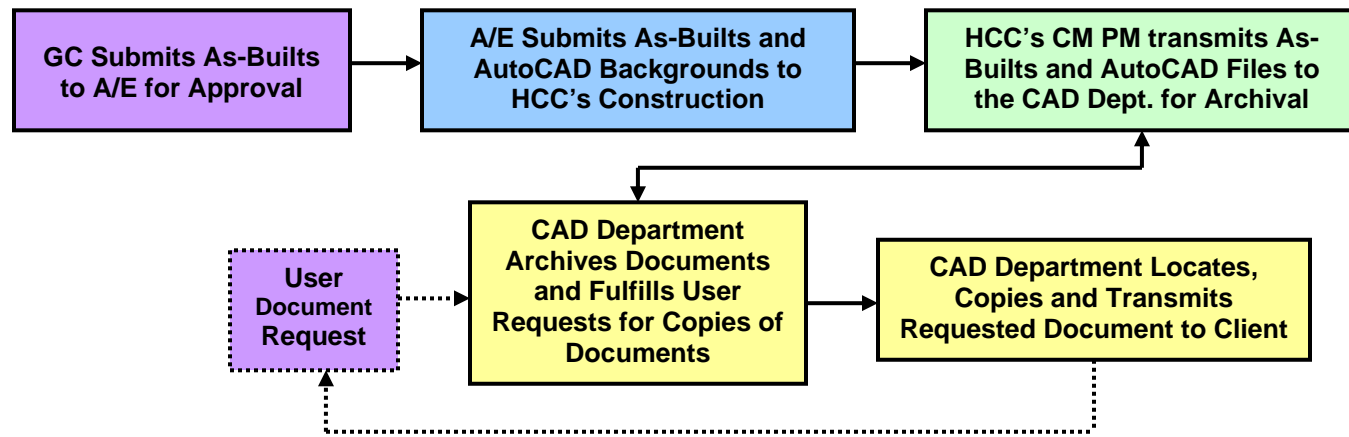 GC Submits As-Builts
to A/E for Approval
A/E Submits As-Builts and
AutoCAD Backgrounds to
HCC’s Construction
HCC’s CM PM transmits As-
Builts and AutoCAD Files to
the CAD Dept. for Archival
User
Document
Request
CAD Department
Archives Documents
and Fulfills User
Requests for Copies of
Documents
CAD Department Locates,
Copies and Transmits
Requested Document to Client